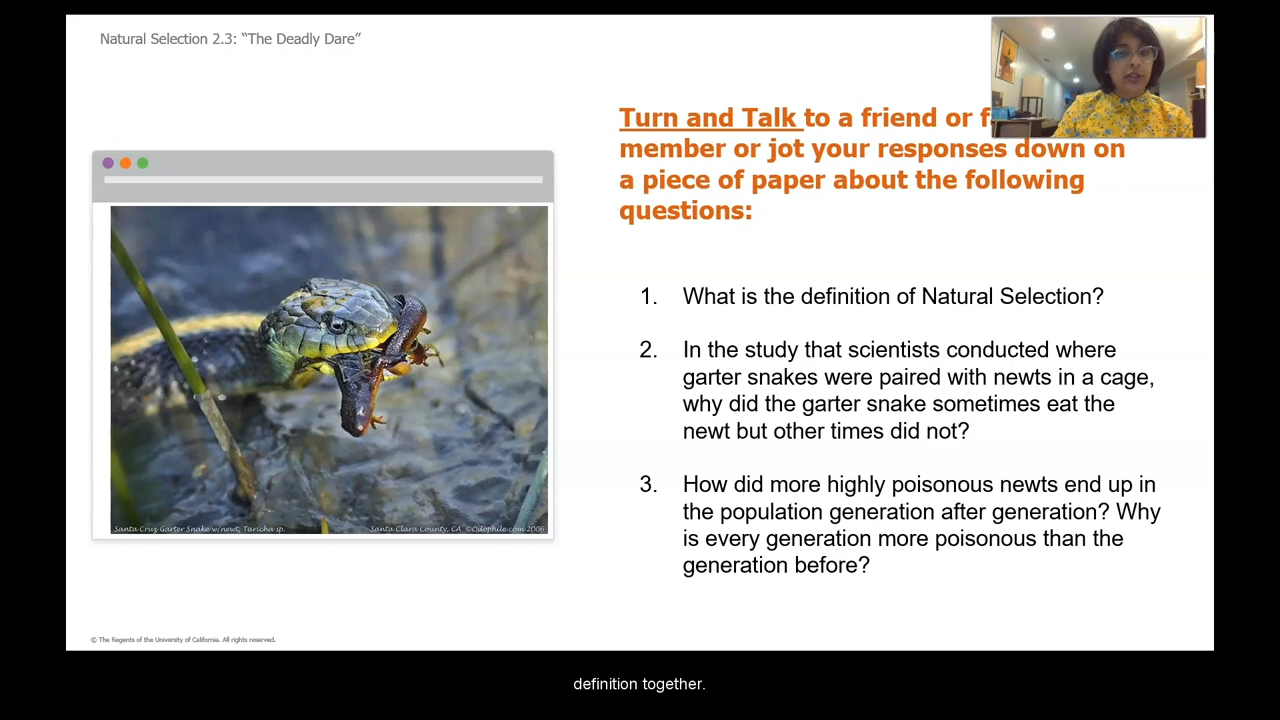 Natural Selection 2.3: “The Deadly Dare”
Turn and Talk to a friend or f
member or jot your responses down on
a piece of paper about the following
questions:
1. What is the definition of Natural Selection?
2. In the study that scientists conducted where
garter snakes were paired with newts in a cage,
why did the garter snake sometimes eat the
newt but other times did not?
3. How did more highly poisonous newts end up in
the population generation after generation? Why
is every generation more poisonous than the
generation before?
Santa Cruz Garter Snake w/newt, Taricha sp.
Santa Clara County, CA ©Odophile.com 2006
© The Regents of the University of California. All rights reserved.
definition together.